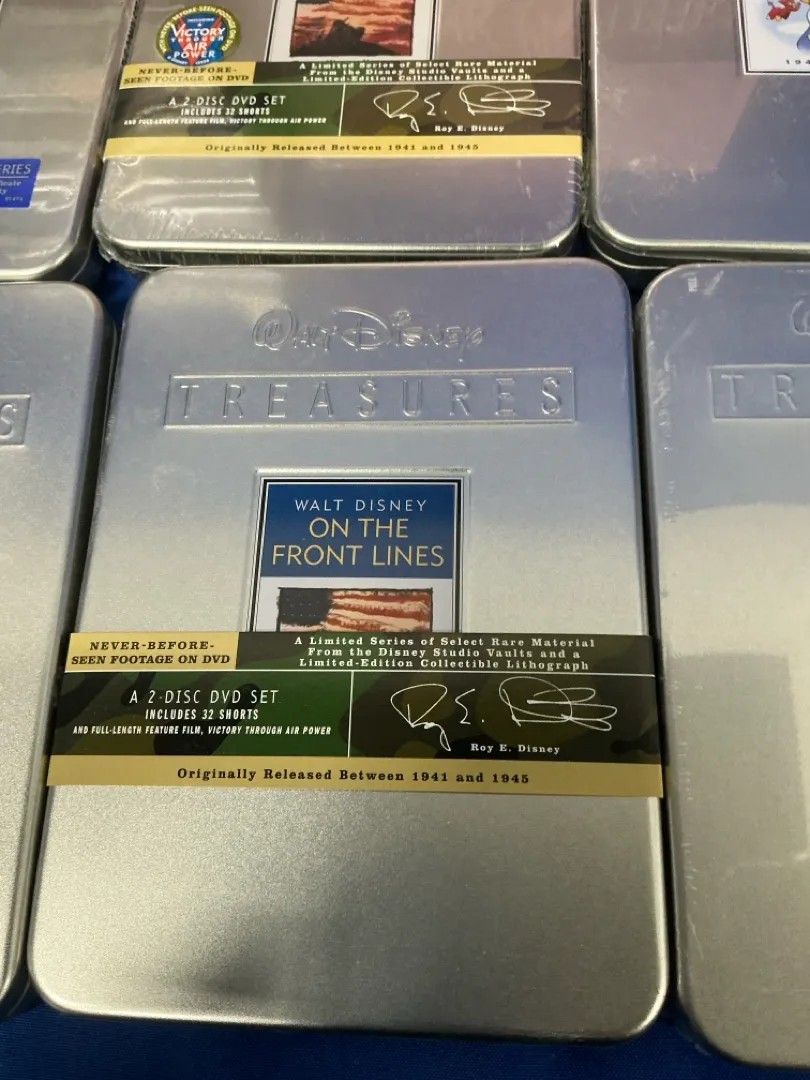 VICTORY
THROUGH
AIR
POWER
NEVER-BEFORE-
SEEN FOOTAGE ON DVD
A Limited Series of Select Rare Material
From the Disney Studio Vaults and a
Limited-Edition Collectible Lithograph
A 2-DISC DVD SET
INCLUDES 32 SHORTS
AND FULL-LENGTH FEATURE FILM, VICTORY THROUGH AIR POWER
Roy E. Disney
Originally Released Between 1941 and 1945
ERIES
194
S
WALT DISNEY
TREASURES
WALT DISNEY
ON THE
FRONT LINES
NEVER-BEFORE-
SEEN FOOTAGE ON DVD
A Limited Series of Select Rare Material
From the Disney Studio Vaults and a
Limited-Edition Collectible Lithograph
A 2-DISC DVD SET
INCLUDES 32 SHORTS
AND FULL-LENGTH FEATURE FILM, VICTORY THROUGH AIR POWER
Roy E. Disney
Roy E. Disney
Originally Released Between 1941 and 1945
TR